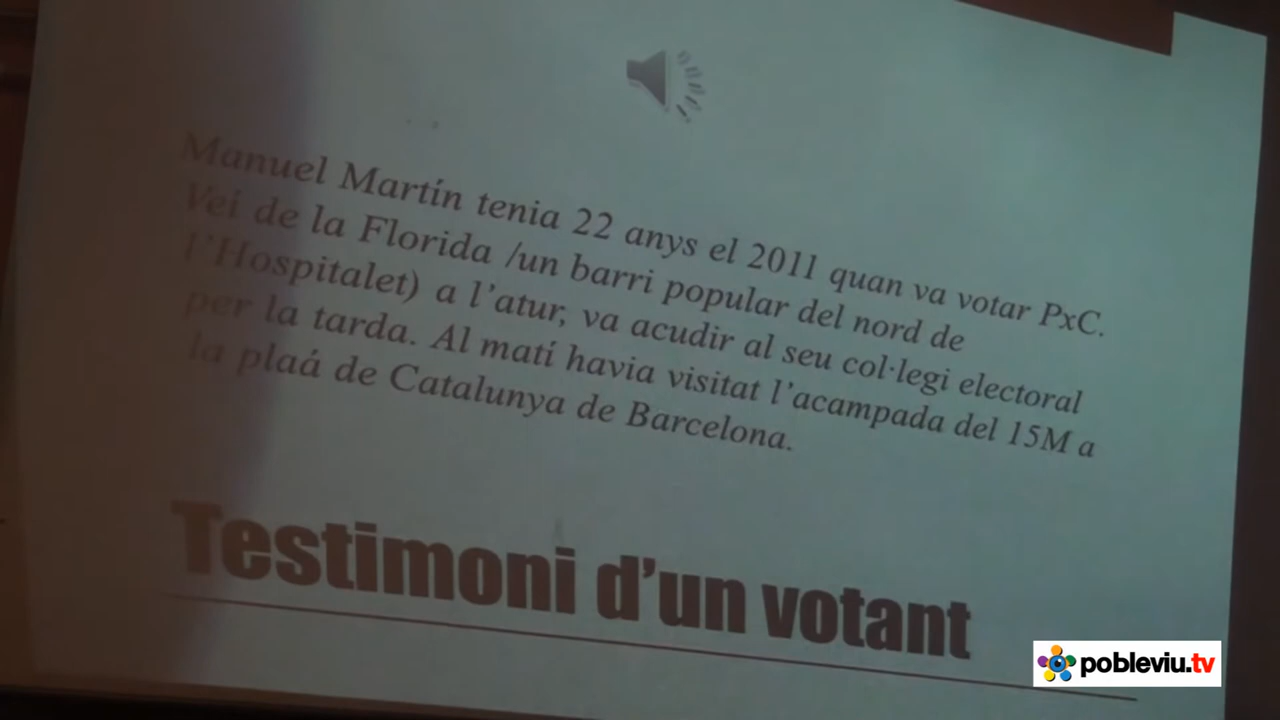 Manuel Martín tenia 22 anys el 2011 quan va votar PxC.
Veí de la Florida /un barri popular del nord de
l'Hospitalet) a l'atur, va acudir al seu col·legi electoral
per la tarda. Al matí havia visitat l'acampada del 15M a
la plaá de Catalunya de Barcelona.
Testimoni d'un votant
pobleviu.tv